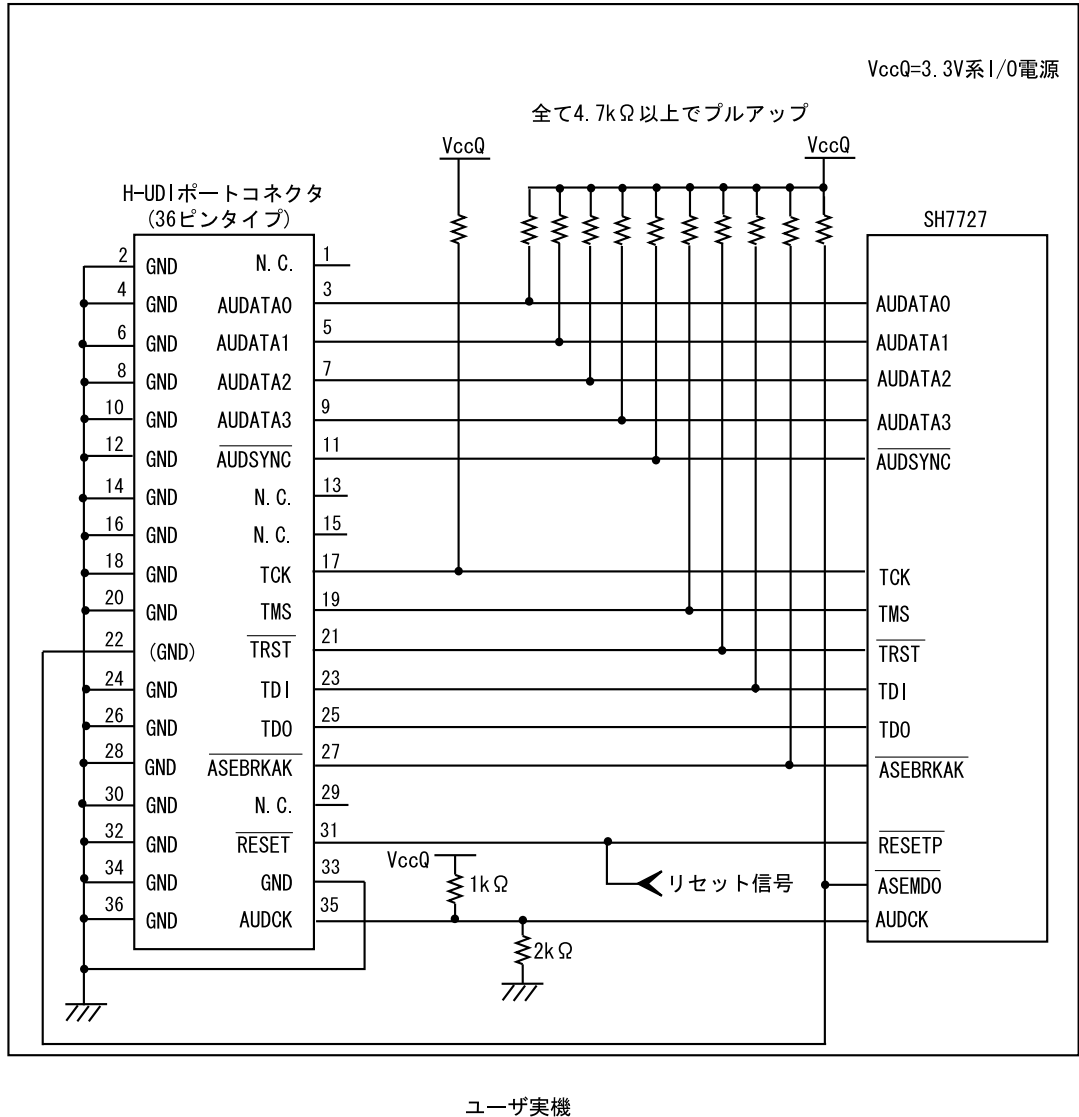 VccQ=3.3V系I/O電源
全て4.7kΩ以上でプルアップ
VccQ
VccQ
H-UDIポートコネクタ
(36ピンタイプ)
SH7727
2 GND N.C. 1
4 GND AUDATA0 3 AUDATA0
6 GND AUDATA1 5 AUDATA1
8 GND AUDATA2 7 AUDATA2
10 GND AUDATA3 9 AUDATA3
12 GND AUDSYNC 11 AUDSYNC
14 GND N.C. 13
16 GND N.C. 15
18 GND TCK 17 TCK
20 GND TMS 19 TMS
22 (GND) TRST 21 TRST
24 GND TDI 23 TDI
26 GND TDO 25 TDO
28 GND ASEBRKAK 27 ASEBRKAK
30 GND N.C. 29
32 GND RESET 31 RESETP
34 GND GND 33 VccQ 1kΩ リセット信号 ASEMD0
36 GND AUDCK 35 AUDCK
2kΩ
ユーザ実機